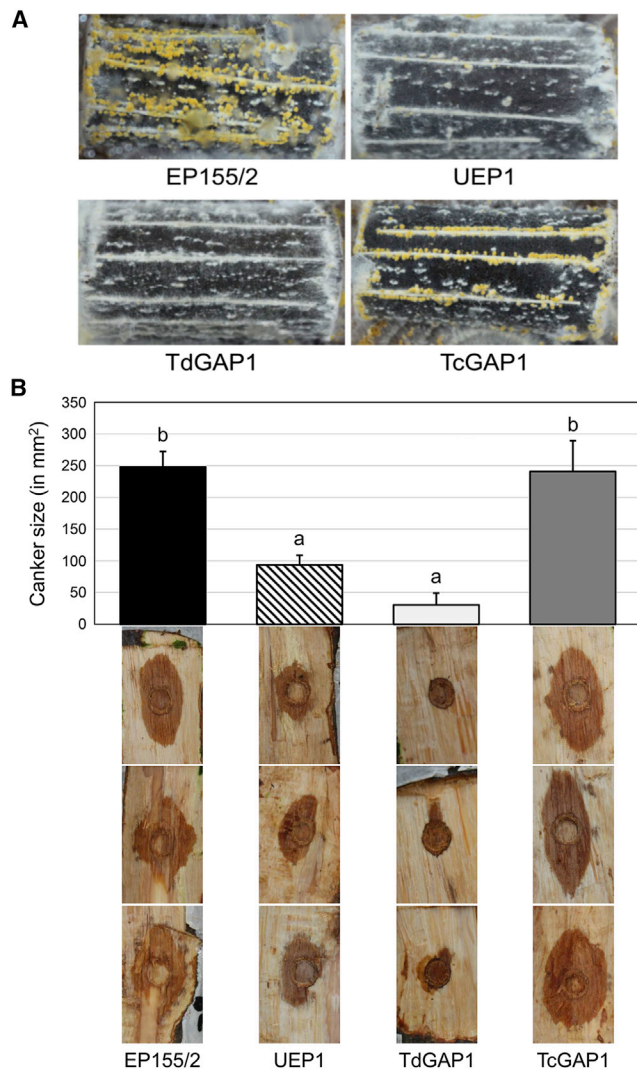 A
EP155/2 UEP1
TdGAP1 TcGAP1
B
Canker size (in mm²)
350
300
250
200
150
100
50
0
b a a b
EP155/2 UEP1 TdGAP1 TcGAP1